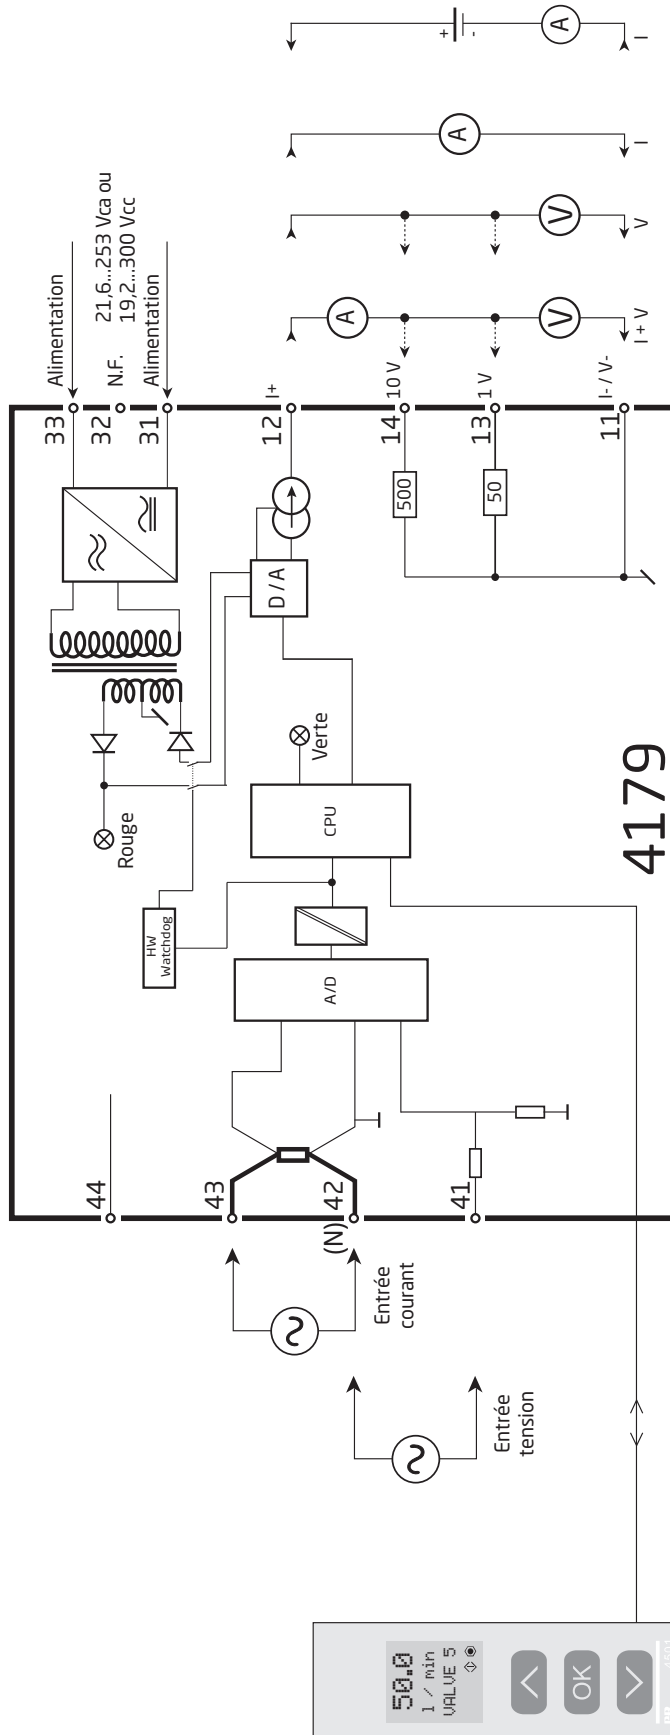 50.0
l / min
VALVE 5
OK
4501
Entrée
tension
Entrée
courant
44
43
42
(N)
41
HW
Watchdog
A/D
CPU
Rouge
Verte
D / A
500
50
4179
33
32
31
12
14
13
11
Alimentation
N.F.
Alimentation
21,6...253 Vca ou
19,2...300 Vcc
I+
10 V
1 V
I- / V-
A
V
I + V
V
V
A
I
+
-
A
I